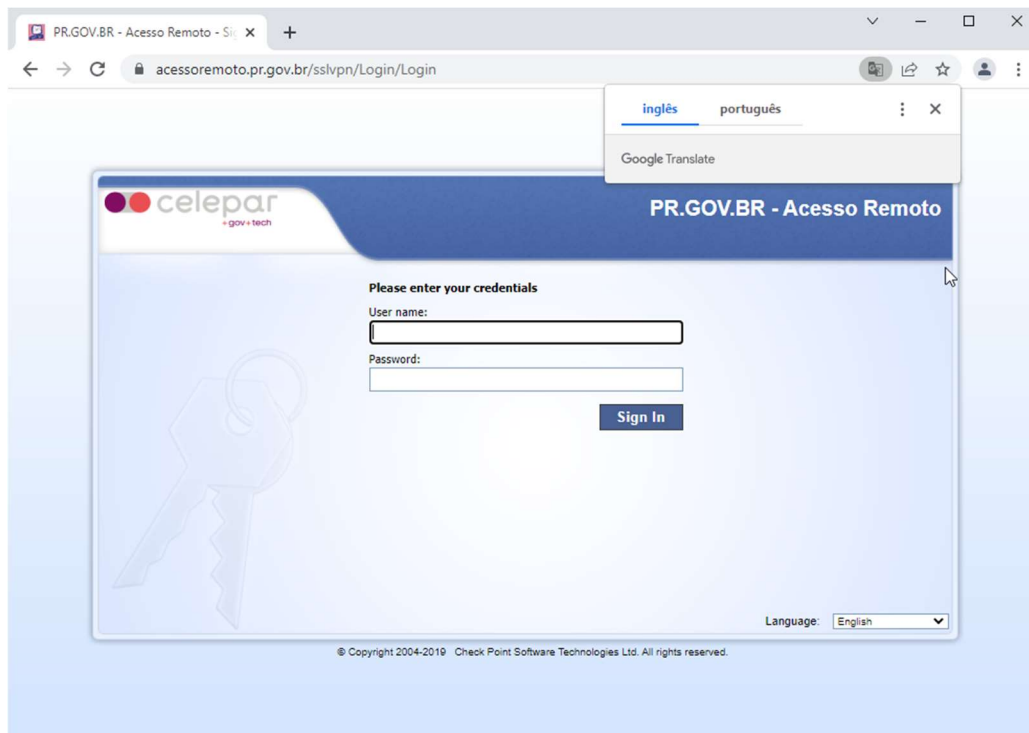 PR.GOV.BR - Acesso Remoto - Si
acessoremoto.pr.gov.br/sslvpn/Login/Login
inglês português
Google Translate
celepar
+gov+tech
PR.GOV.BR - Acesso Remoto
Please enter your credentials
User name:
Password:
Sign In
Language: English
© Copyright 2004-2019 Check Point Software Technologies Ltd. All rights reserved.